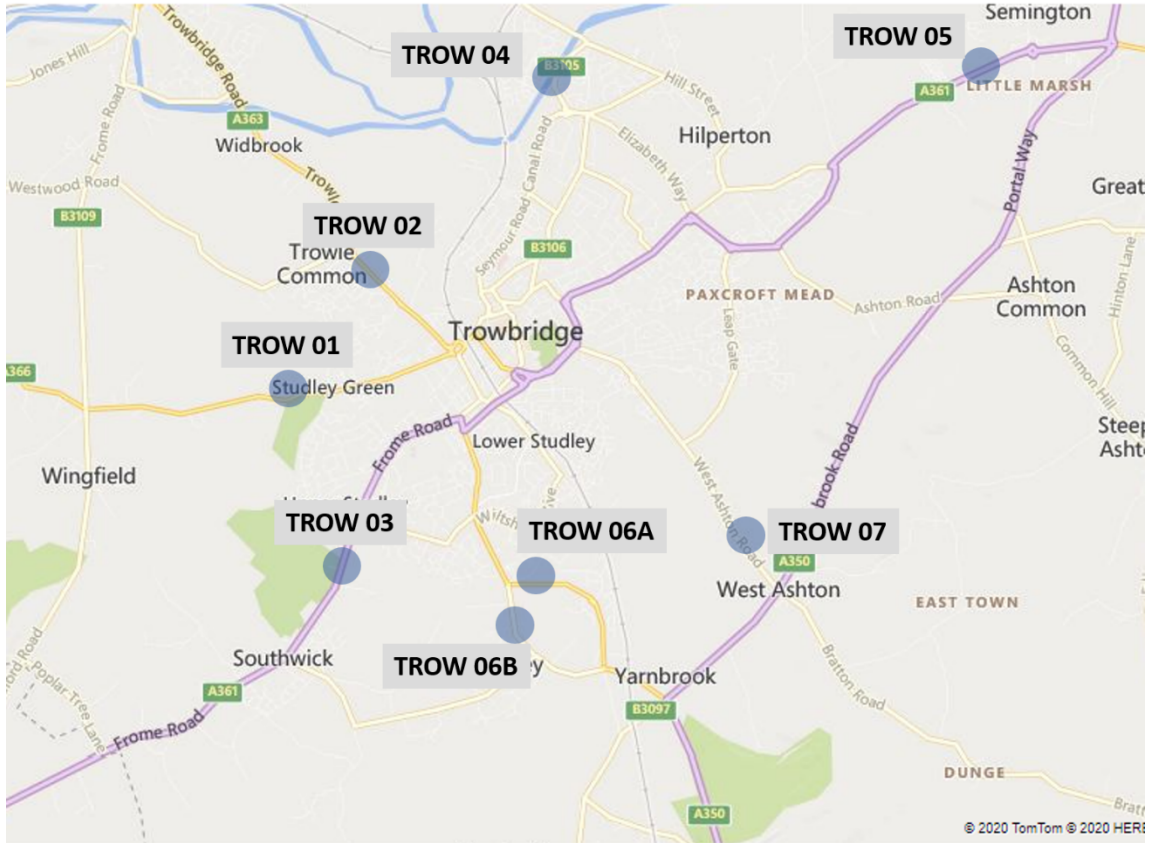 Semington
TROW 05
TROW 04
Jones Hill
Trowbridge Road
B3105
Hill Street
A361
LITTLE MARSH
Frome Road
A363
Widbrook
Hilperton
Elizabeth Way
Portal Way
Westwood Road
Seymour Road Canal Road
Great
B3109
TROW 02
B3106
Trowle
Common
PAXCROFT MEAD
Ashton
Common
Hinton Lane
Ashton Road
Trowbridge
Leap Gate
TROW 01
Common Hill
A366
Studley Green
Frome Road
Lower Studley
Wingfield
West Ashton Road
brook Road
TROW 03
TROW 06A
TROW 07
A350
West Ashton
EAST TOWN
Southwick
TROW 06B
Yarnbrook
Bratton Road
Poplar Tree Lane
A361
B3097
Frome Road
DUNGE
A350
© 2020 TomTom © 2020 HERE